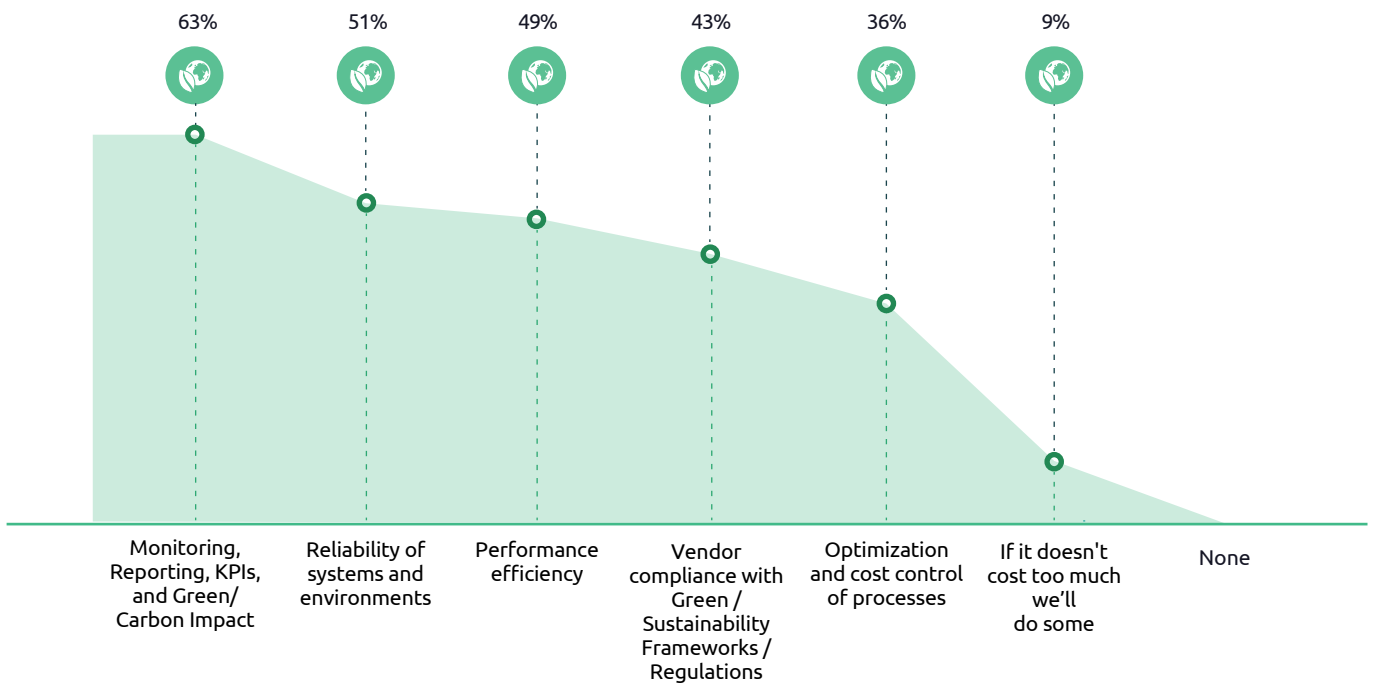 63%
51%
49%
43%
36%
9%
Monitoring,
Reporting, KPIs,
and Green/
Carbon Impact
Reliability of
systems and
environments
Performance
efficiency
Vendor
compliance with
Green /
Sustainability
Frameworks /
Regulations
Optimization
and cost control
of processes
If it doesn't
cost too much
we’ll
do some
None